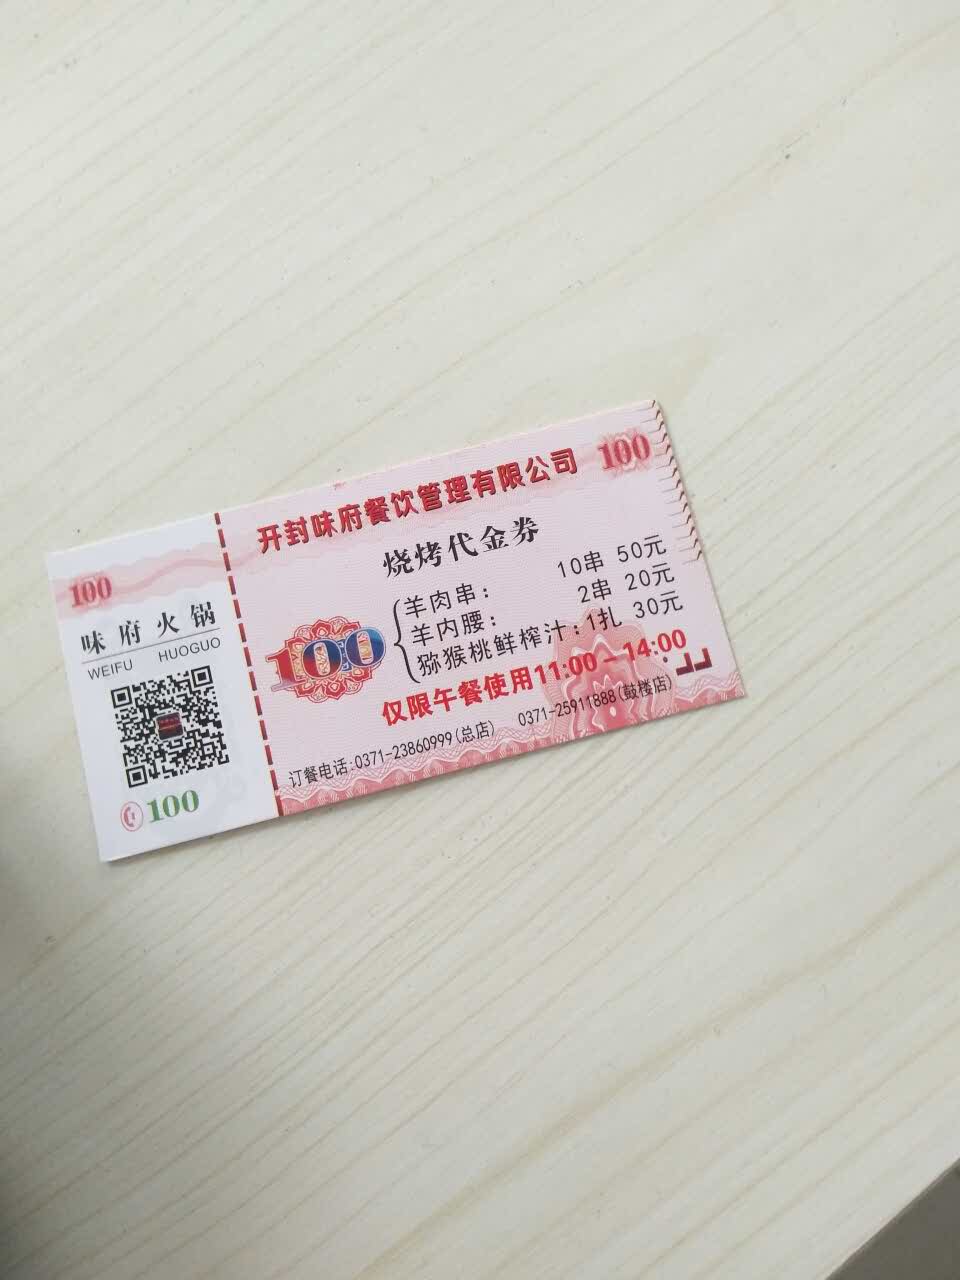 100
味府火锅
WEIFU HUOGUO
100
开封味府餐饮管理有限公司
100
烧烤代金券
100
羊肉串： 10串 50元
羊内腰： 2串 20元
猕猴桃鲜榨汁：1扎 30元
仅限午餐使用11:00-14:00
订餐电话:0371-23860999(总店) 0371-25911888(鼓楼店)